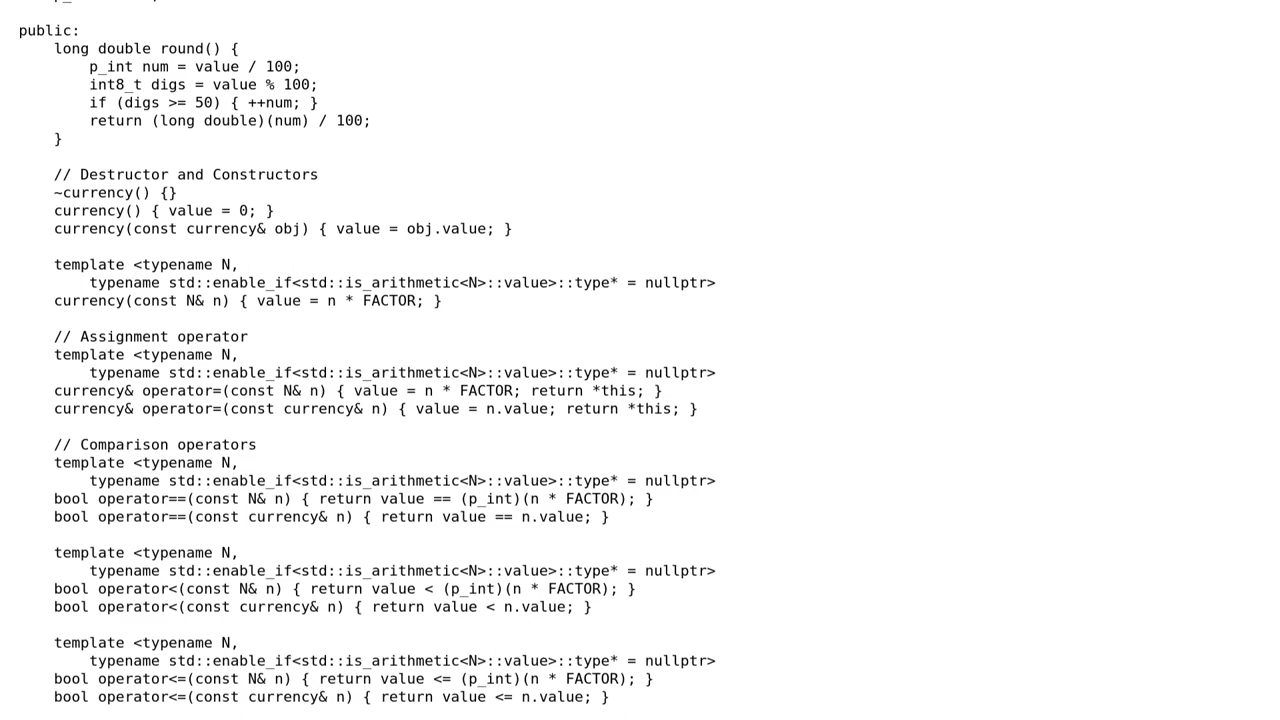 public:
    long double round() {
        p_int num = value / 100;
        int8_t digs = value % 100;
        if (digs >= 50) { ++num; }
        return (long double)(num) / 100;
    }

    // Destructor and Constructors
    ~currency() {}
    currency() { value = 0; }
    currency(const currency& obj) { value = obj.value; }

    template <typename N,
        typename std::enable_if<std::is_arithmetic<N>::value>::type* = nullptr>
    currency(const N& n) { value = n * FACTOR; }

    // Assignment operator
    template <typename N,
        typename std::enable_if<std::is_arithmetic<N>::value>::type* = nullptr>
    currency& operator=(const N& n) { value = n * FACTOR; return *this; }
    currency& operator=(const currency& n) { value = n.value; return *this; }

    // Comparison operators
    template <typename N,
        typename std::enable_if<std::is_arithmetic<N>::value>::type* = nullptr>
    bool operator==(const N& n) { return value == (p_int)(n * FACTOR); }
    bool operator==(const currency& n) { return value == n.value; }

    template <typename N,
        typename std::enable_if<std::is_arithmetic<N>::value>::type* = nullptr>
    bool operator<(const N& n) { return value < (p_int)(n * FACTOR); }
    bool operator<(const currency& n) { return value < n.value; }

    template <typename N,
        typename std::enable_if<std::is_arithmetic<N>::value>::type* = nullptr>
    bool operator<=(const N& n) { return value <= (p_int)(n * FACTOR); }
    bool operator<=(const currency& n) { return value <= n.value; }